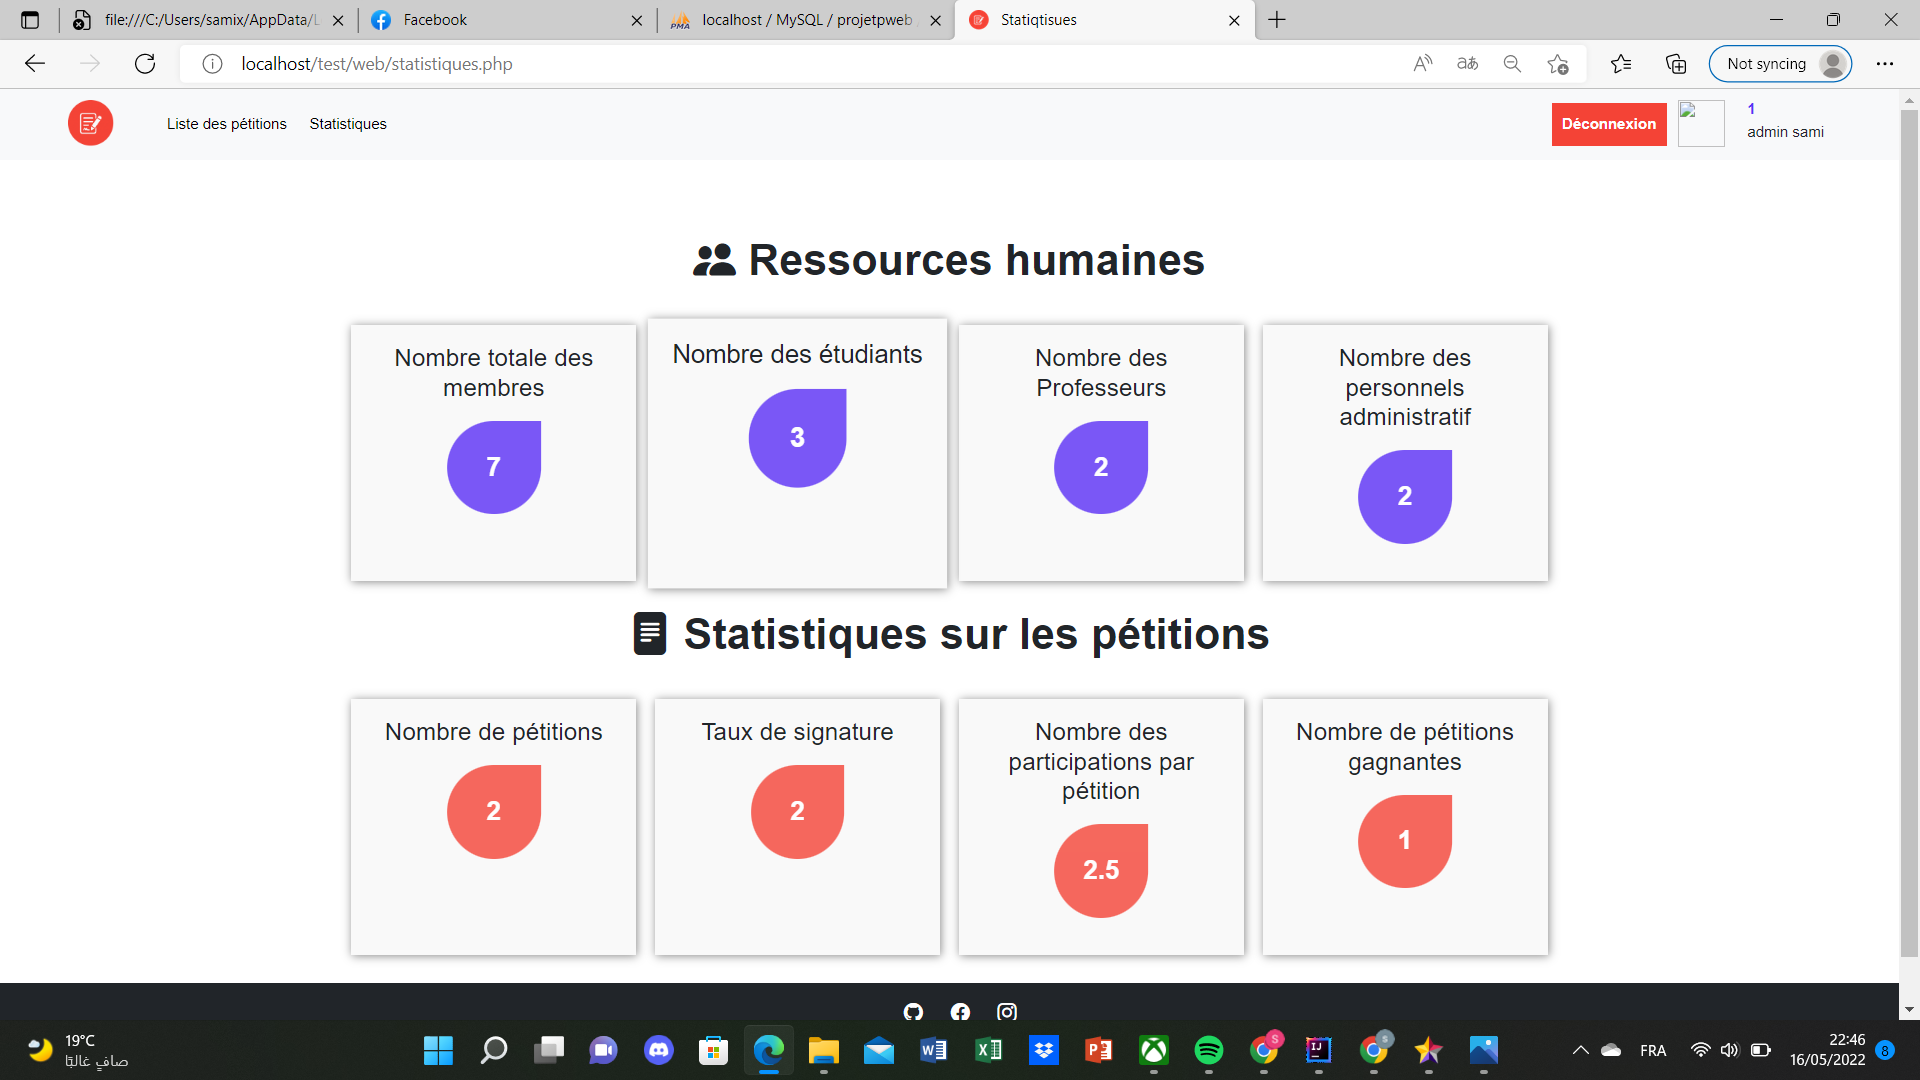 file:///C:/Users/samix/AppData/L
Facebook
PMA
localhost / MySQL / projetpweb
Statiqtisues
localhost/test/web/statistiques.php
Not syncing
Liste des pétitions
Statistiques
Déconnexion
1
admin sami
Ressources humaines
Nombre totale des
membres
7
Nombre des étudiants
3
Nombre des
Professeurs
2
Nombre des
personnels
administratif
2
Statistiques sur les pétitions
Nombre de pétitions
2
Taux de signature
2
Nombre des
participations par
pétition
2.5
Nombre de pétitions
gagnantes
1
19°C
صافٍ غالبًا
FRA
22:46
16/05/2022
8